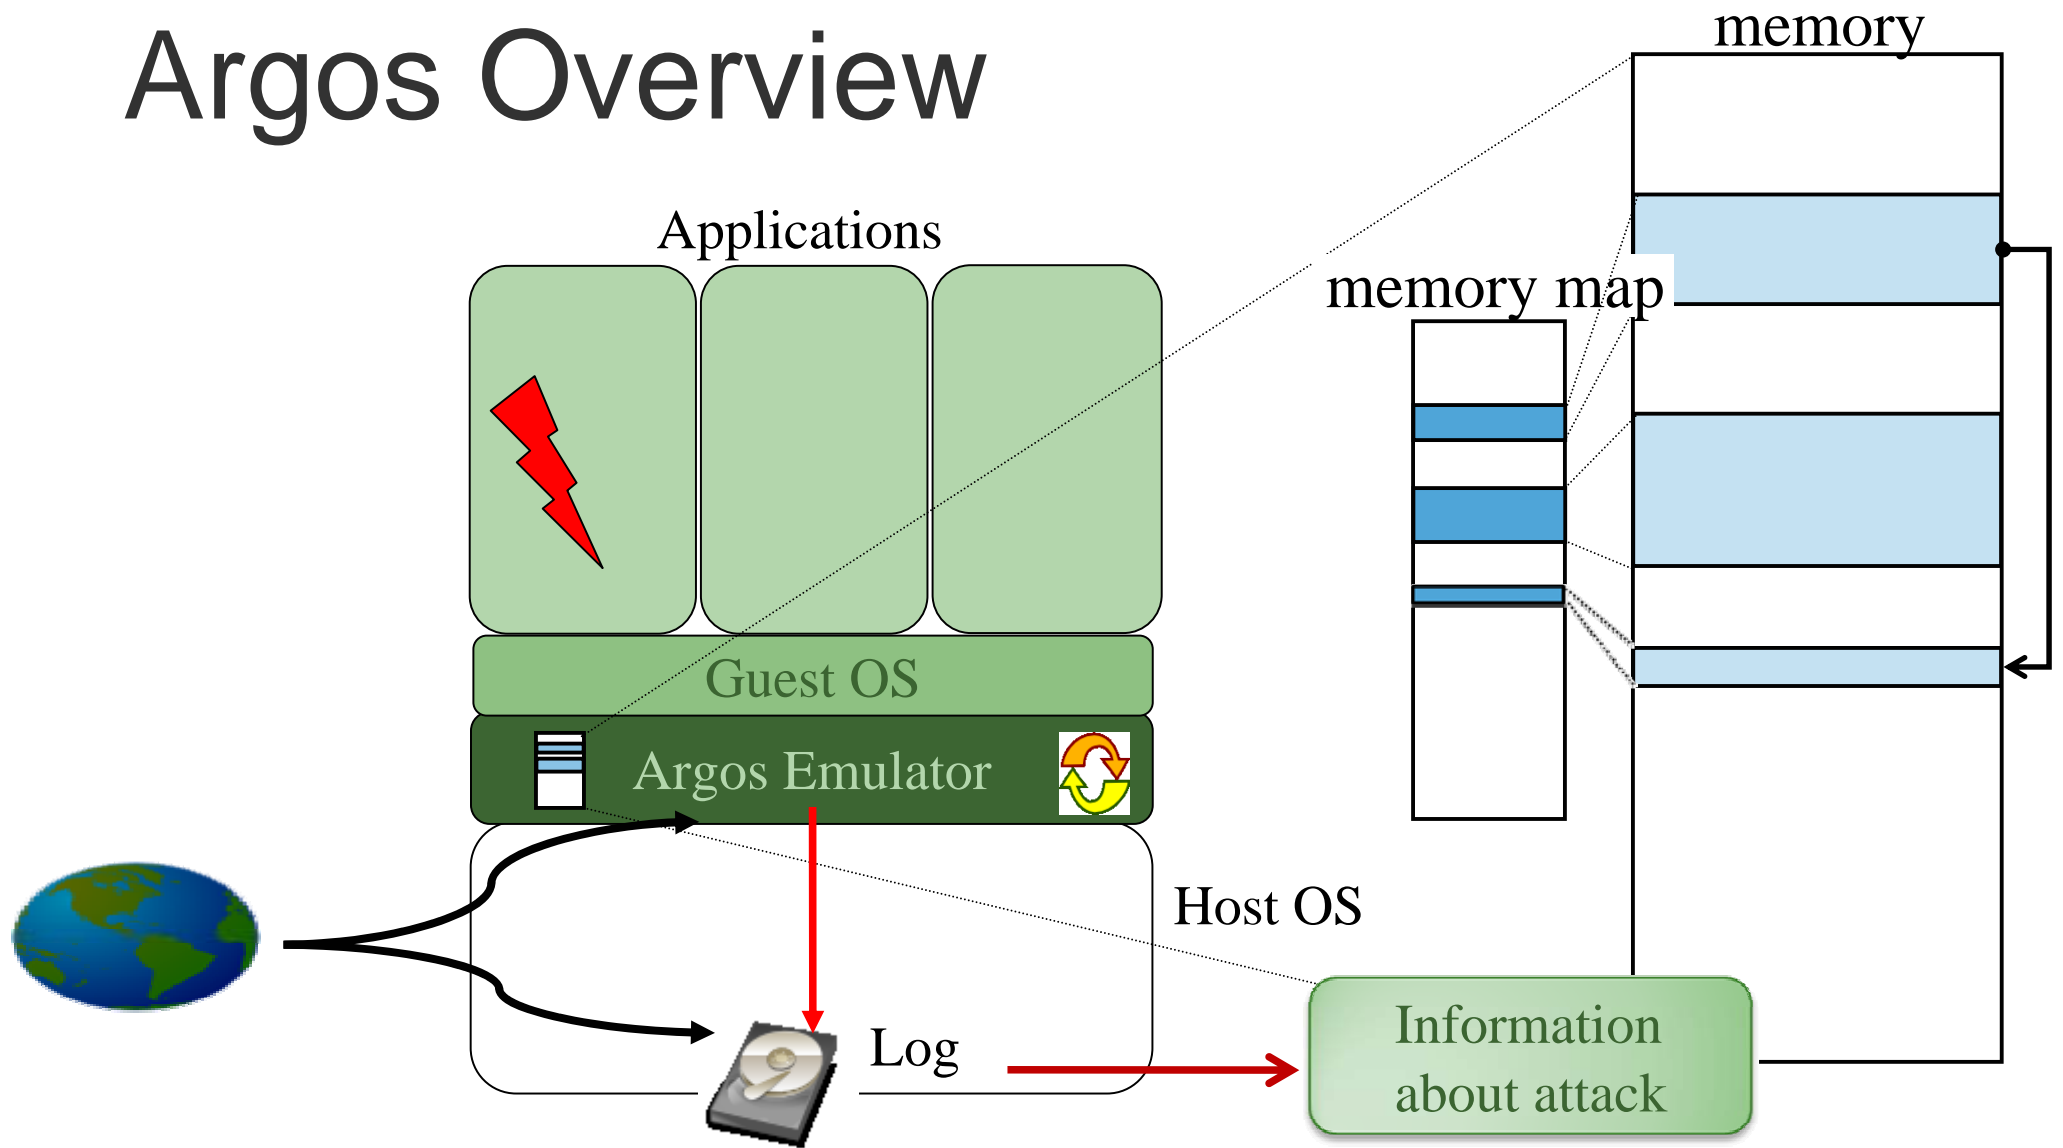 Argos Overview
memory
Applications
memory map
Guest OS
Argos Emulator
Host OS
Log
Information
about attack